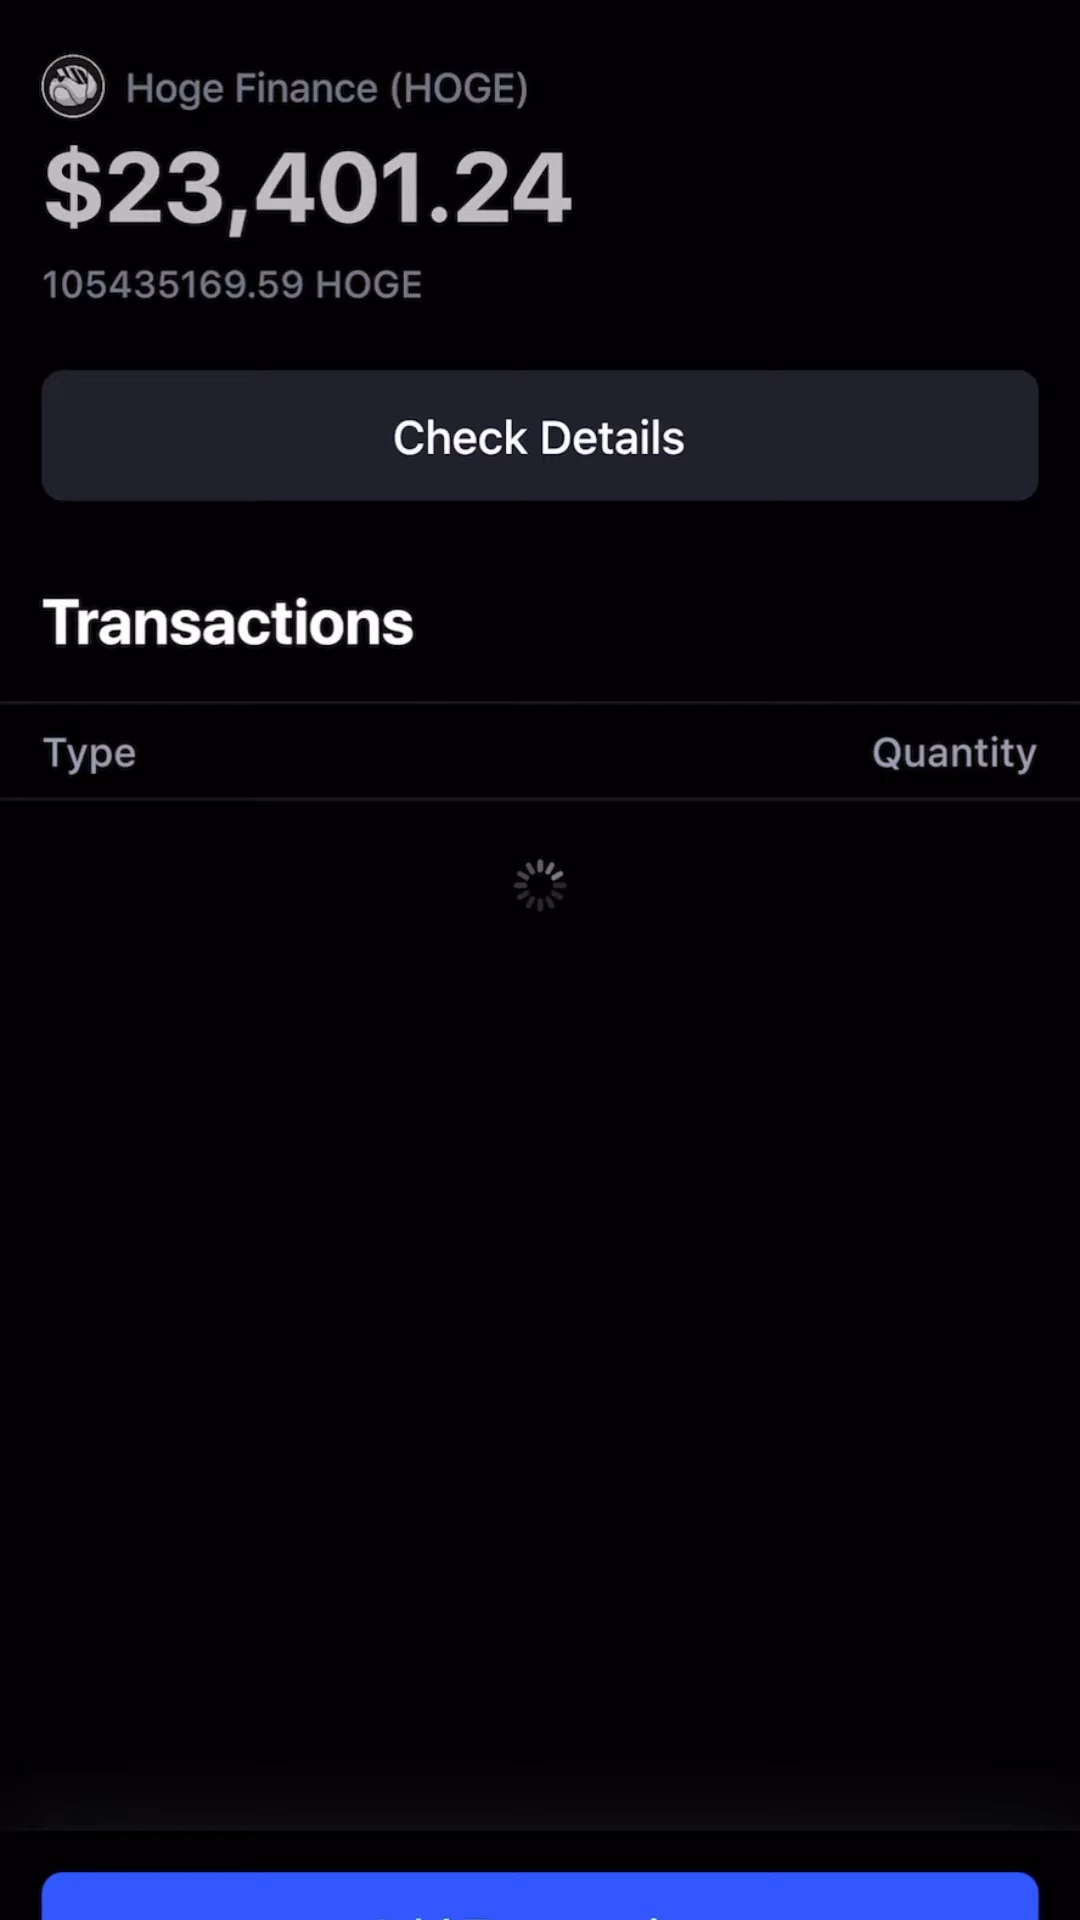 Hoge Finance (HOGE)
$23,401.24
105435169.59 HOGE
Check Details
Transactions
Type
Quantity